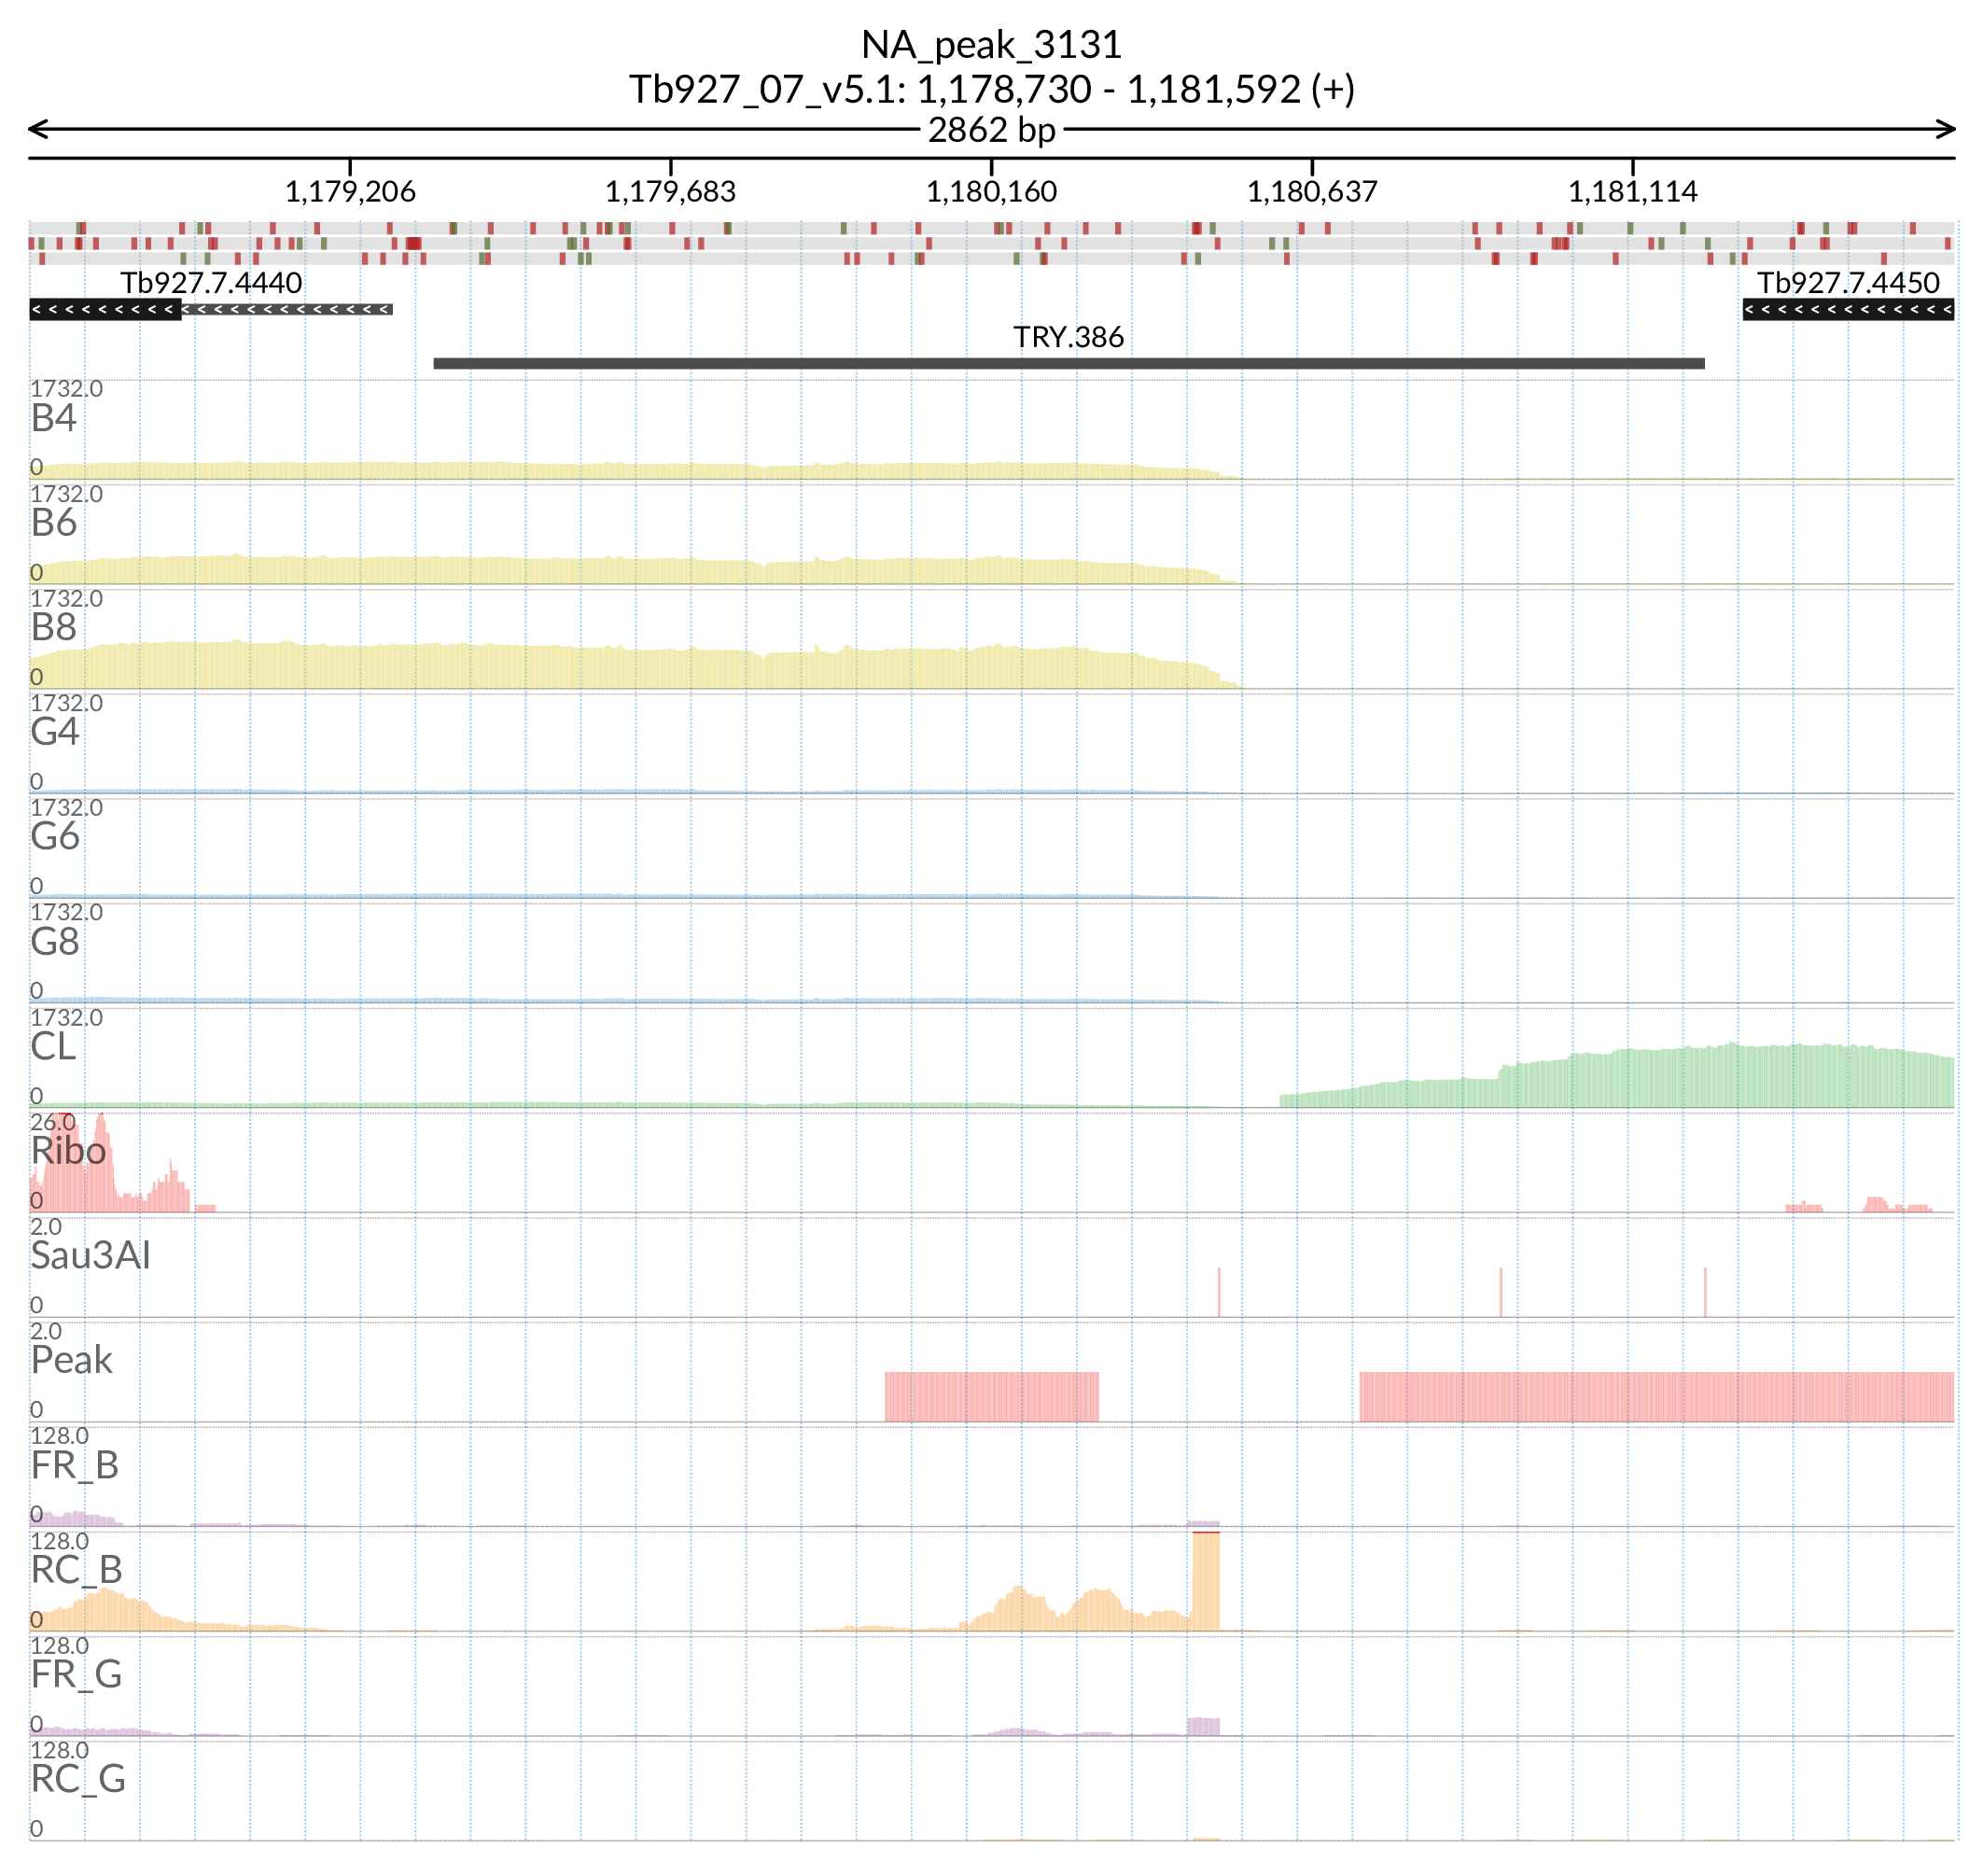 NA_peak_3131
Tb927_07_v5.1: 1,178,730 - 1,181,592 (+)
2862 bp
1,179,206 1,179,683 1,180,160 1,180,637 1,181,114
Tb927.7.4440 Tb927.7.4450
< < < < < < < < < < < < < < < < < < < < < < < < < < < < < < < < < <
TRY.386
1732.0
B4
0
1732.0
B6
0
1732.0
B8
0
1732.0
G4
0
1732.0
G6
0
1732.0
G8
0
1732.0
CL
0
26.0
Ribo
0
2.0
Sau3AI
0
2.0
Peak
0
128.0
FR_B
0
128.0
RC_B
0
128.0
FR_G
0
128.0
RC_G
0